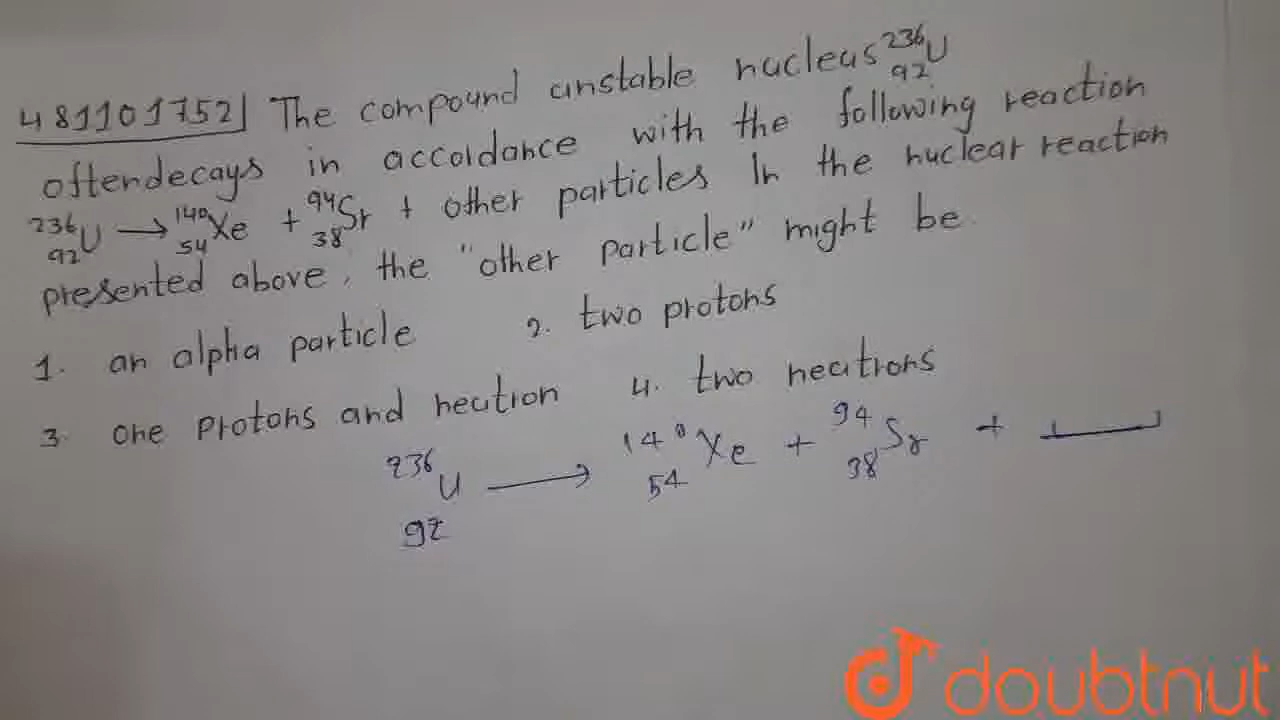 481101752| The compound unstable nucleus ²³⁶₉₂U
oftendecays in accordance with the following reaction
²³⁶₉₂U → ¹⁴⁰₅₄Xe + ⁹⁴₃₈Sr + other particles In the nuclear reaction
presented above, the "other particle" might be
1. an alpha particle 2. two protons
3. one protons and neution 4. two neutrons
²³⁶₉₂U → ¹⁴⁰₅₄Xe + ⁹⁴₃₈Sr +
doubtnut